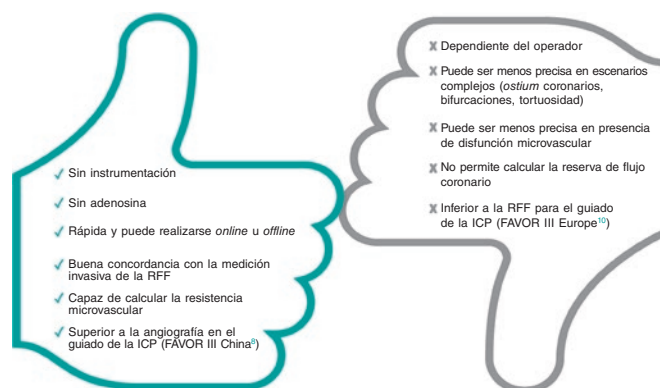 ✓ Sin instrumentación
✓ Sin adenosina
✓ Rápida y puede realizarse online u offline
✓ Buena concordancia con la medición
invasiva de la RFF
✓ Capaz de calcular la resistencia
microvascular
✓ Superior a la angiografía en el
guiado de la ICP (FAVOR III China⁸)
✗ Dependiente del operador
✗ Puede ser menos precisa en escenarios
complejos (ostium coronarios,
bifurcaciones, tortuosidad)
✗ Puede ser menos precisa en presencia
de disfunción microvascular
✗ No permite calcular la reserva de flujo
coronario
✗ Inferior a la RFF para el guiado
de la ICP (FAVOR III Europe¹⁰)